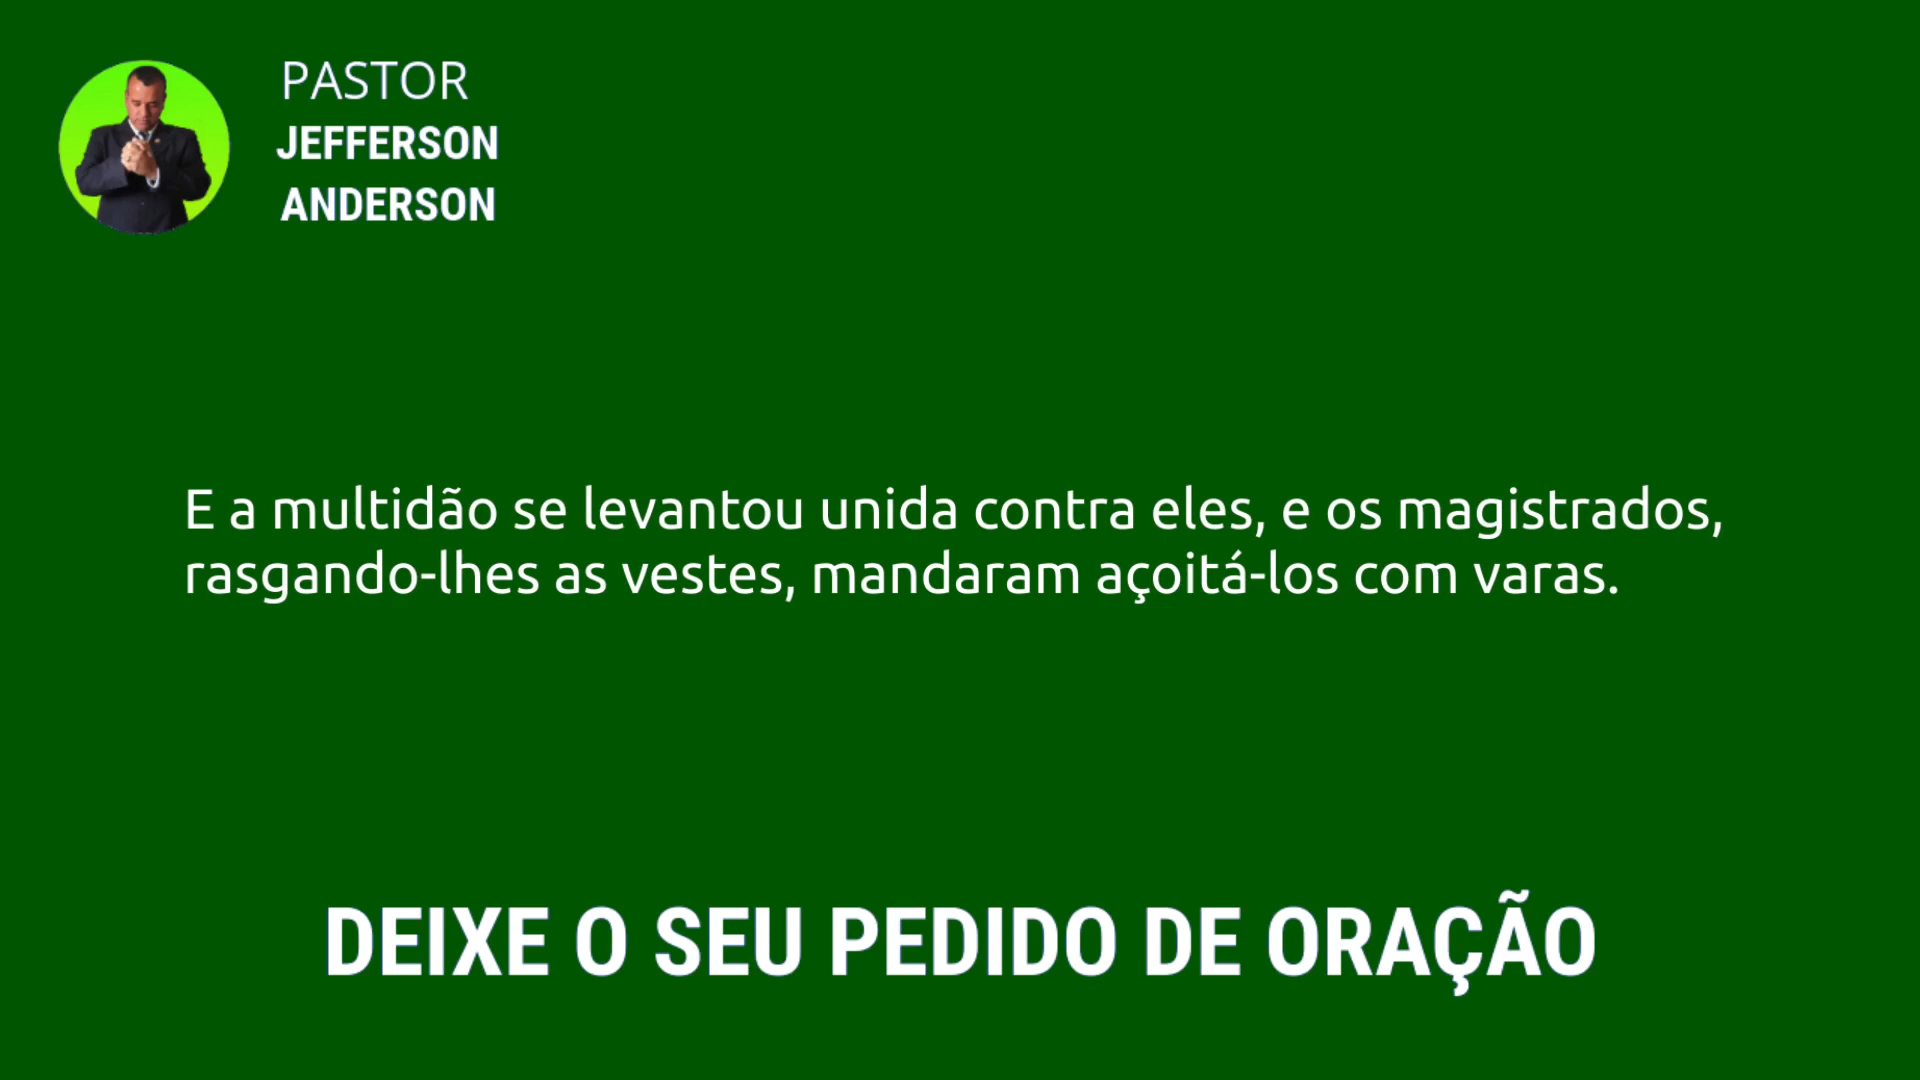 PASTOR
JEFFERSON
ANDERSON
E a multidão se levantou unida contra eles, e os magistrados,
rasgando-lhes as vestes, mandaram açoitá-los com varas.
DEIXE O SEU PEDIDO DE ORAÇÃO